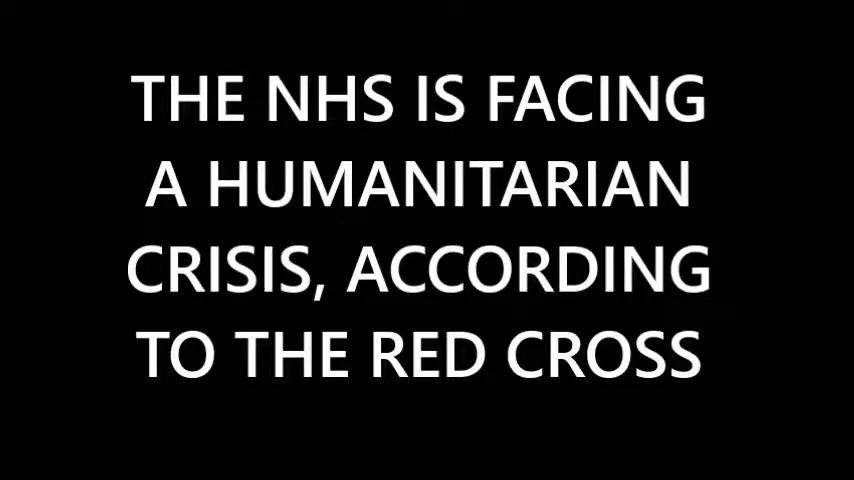 THE NHS IS FACING
A HUMANITARIAN
CRISIS, ACCORDING
TO THE RED CROSS